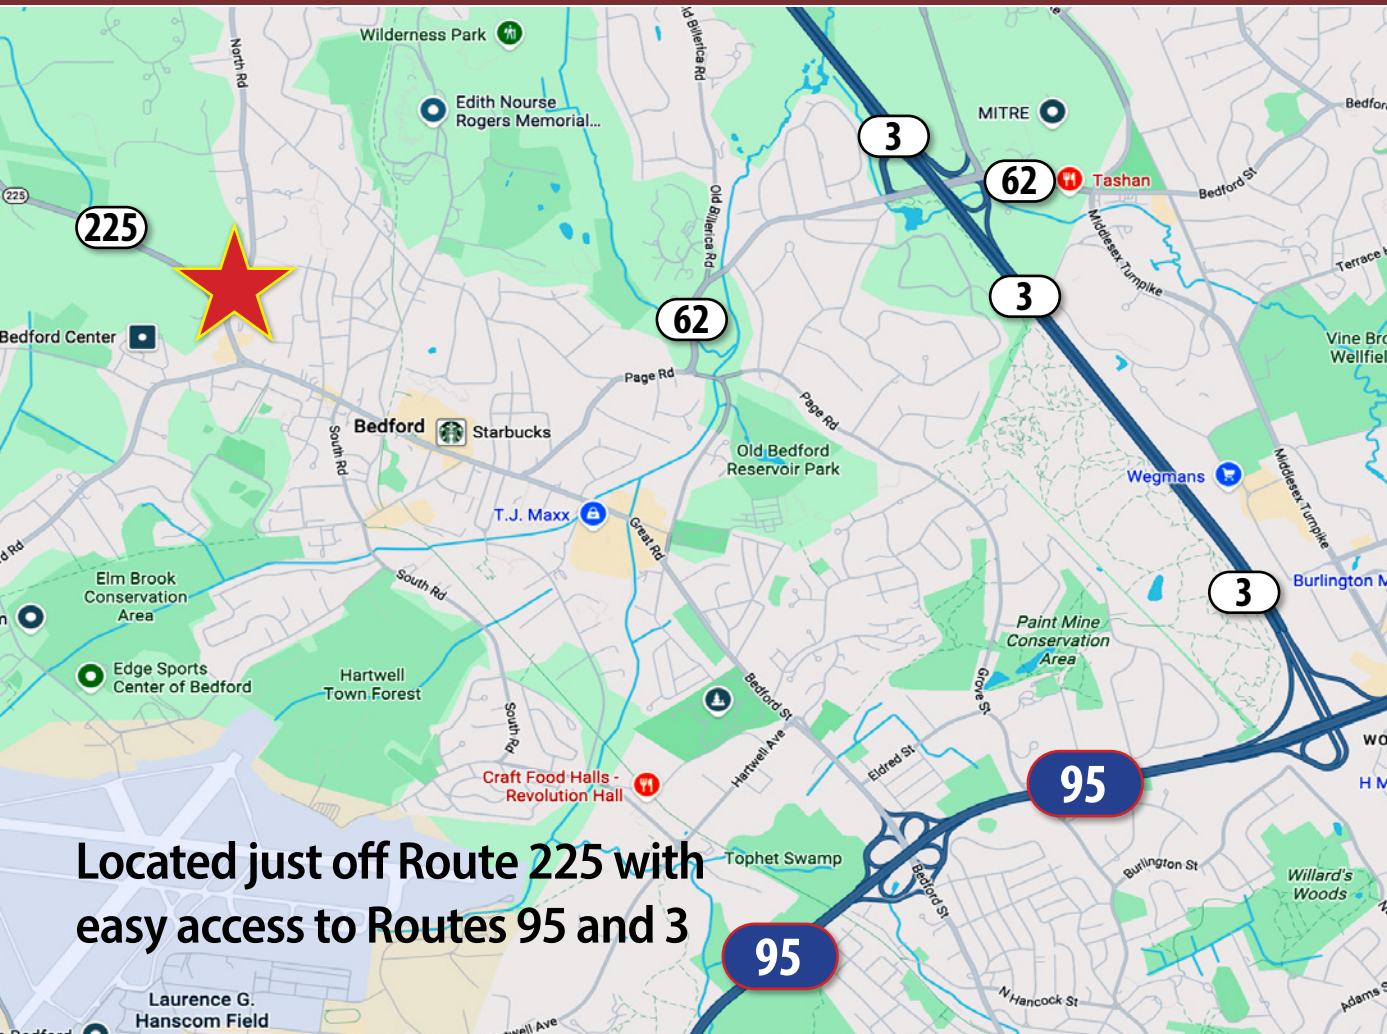 North Rd
Wilderness Park
Old Billerica Rd
Edith Nourse
Rogers Memorial...
MITRE
3
62
Tashan
Bedford St
225
225
Old Billerica Rd
Middlesex Turnpike
Terrace
3
62
Bedford Center
Vine
Page Rd
Page Rd
Bedford
Starbucks
South Rd
Old Bedford
Reservoir Park
Wegmans
Middlesex Turnpike
T.J. Maxx
Great Rd
Rd
Elm Brook
Conservation
Area
South Rd
3
Burlington
Paint Mine
Conservation
Area
Edge Sports
Center of Bedford
Hartwell
Town Forest
Grove St
Bedford St
South Rd
Hartwell Ave
Eldred St
Craft Food Halls -
Revolution Hall
95
Located just off Route 225 with
easy access to Routes 95 and 3
Tophet Swamp
Burlington St
Willard's
Woods
Bedford St
95
Laurence G.
Hanscom Field
N Hancock St
Adams
Ave